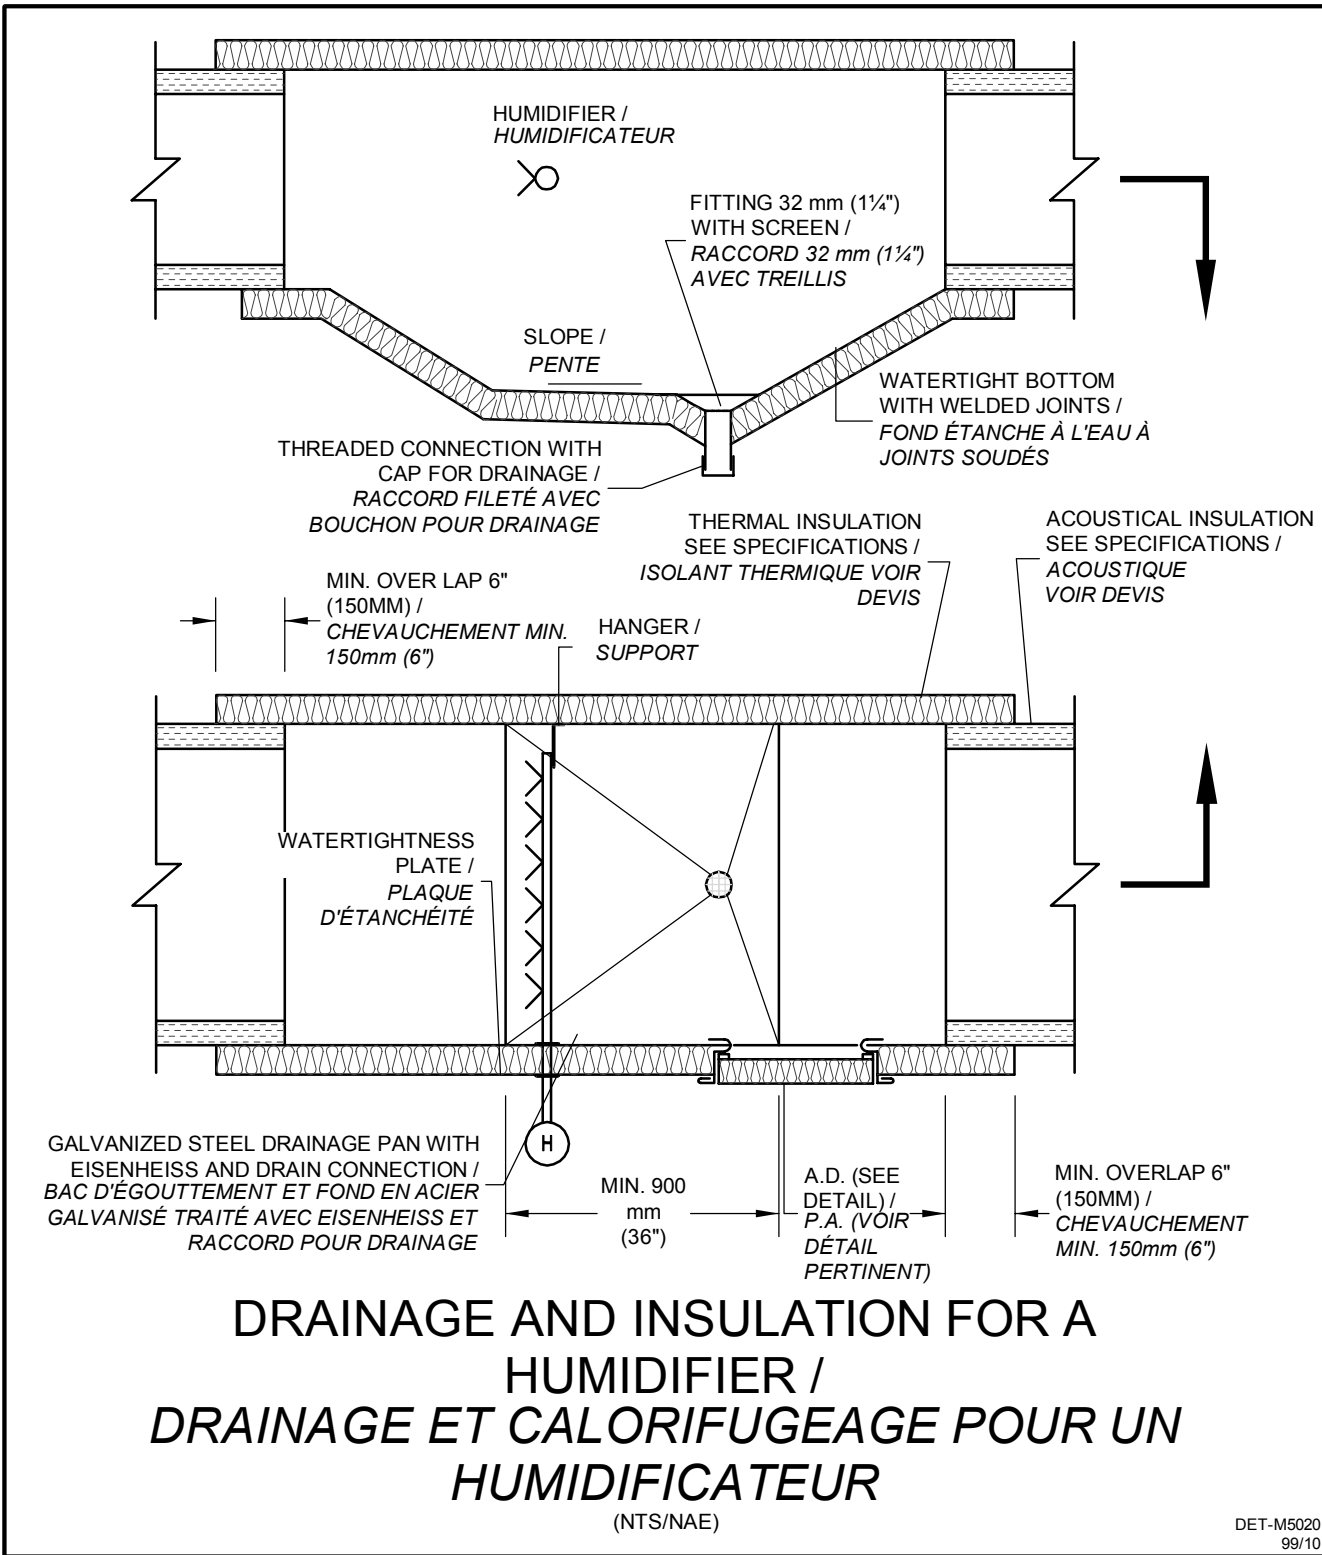 HUMIDIFIER /
HUMIDIFICATEUR
FITTING 32 mm (1¼")
WITH SCREEN /
RACCORD 32 mm (1¼")
AVEC TREILLIS
SLOPE /
PENTE
WATERTIGHT BOTTOM
WITH WELDED JOINTS /
FOND ÉTANCHE À L'EAU À
JOINTS SOUDÉS
THREADED CONNECTION WITH
CAP FOR DRAINAGE /
RACCORD FILETÉ AVEC
BOUCHON POUR DRAINAGE
THERMAL INSULATION
SEE SPECIFICATIONS /
ISOLANT THERMIQUE VOIR
DEVIS
ACOUSTICAL INSULATION
SEE SPECIFICATIONS /
ACOUSTIQUE
VOIR DEVIS
MIN. OVER LAP 6"
(150MM) /
CHEVAUCHEMENT MIN.
150mm (6")
HANGER /
SUPPORT
WATERTIGHTNESS
PLATE /
PLAQUE
D'ÉTANCHÉITÉ
H
GALVANIZED STEEL DRAINAGE PAN WITH
EISENHEISS AND DRAIN CONNECTION /
BAC D'ÉGOUTTEMENT ET FOND EN ACIER
GALVANISÉ TRAITÉ AVEC EISENHEISS ET
RACCORD POUR DRAINAGE
MIN. 900
mm
(36")
A.D. (SEE
DETAIL) /
P.A. (VOIR
DÉTAIL
PERTINENT)
MIN. OVERLAP 6"
(150MM) /
CHEVAUCHEMENT
MIN. 150mm (6")
DRAINAGE AND INSULATION FOR A
HUMIDIFIER /
DRAINAGE ET CALORIFUGEAGE POUR UN
HUMIDIFICATEUR
(NTS/NAE)
DET-M5020
99/10